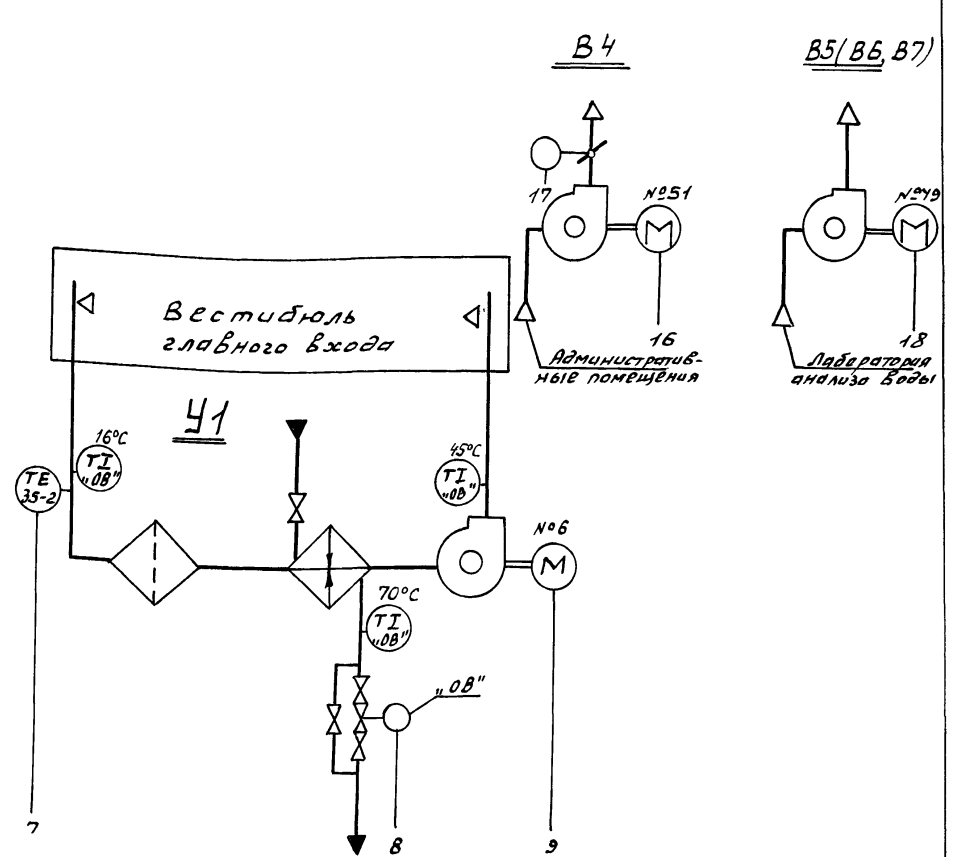 В4
В5(В6, В7)
17
№51
М
16
Административ-
ные помещения
№49
М
18
Лаборатория
анализа воды
Вестибюль
главного входа
У1
16°С
TI
„ОВ"
TE
35-2
45°С
TI
„ОВ"
№6
М
70°С
TI
„ОВ"
„ОВ"
7
8
9